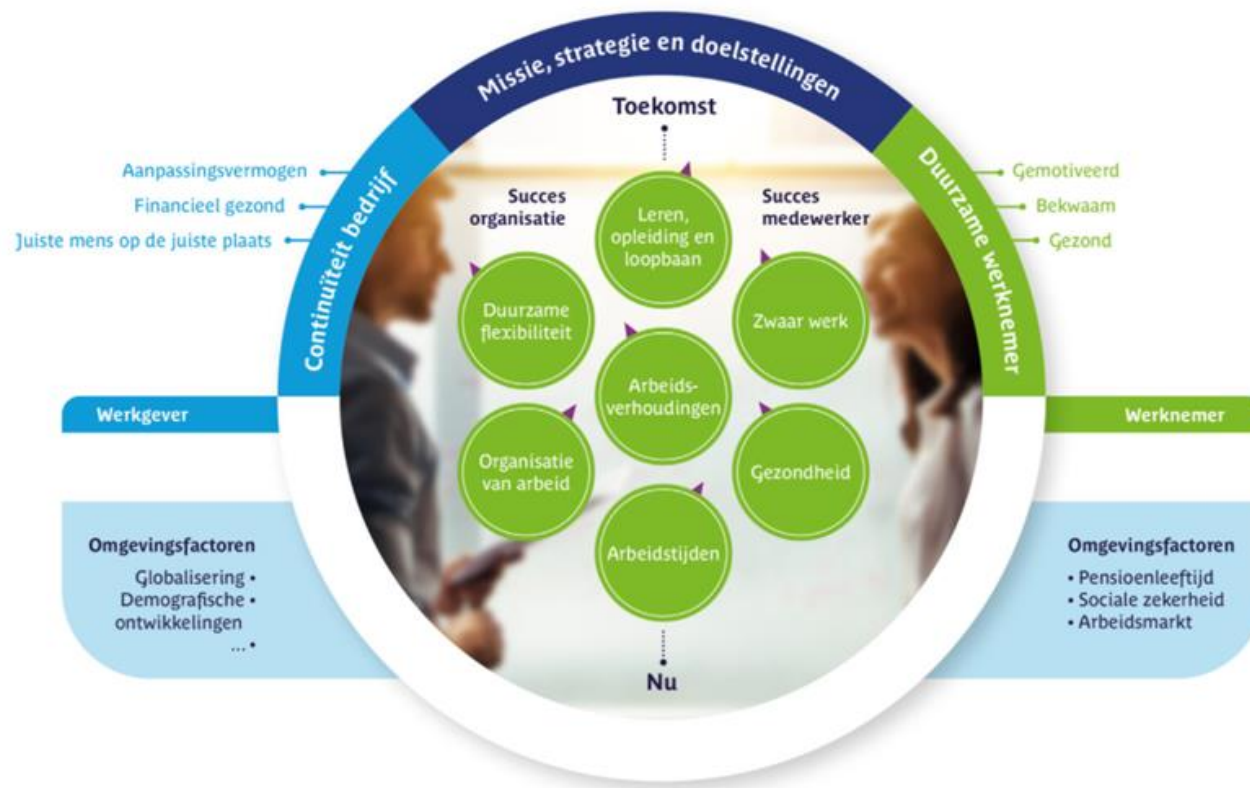 Missie, strategie en doelstellingen
Continuïteit bedrijf
Duurzame werknemer
Aanpassingsvermogen
Financieel gezond
Juiste mens op de juiste plaats
Gemotiveerd
Bekwaam
Gezond
Toekomst
Succes
organisatie
Succes
medewerker
Leren,
opleiding en
loopbaan
Duurzame
flexibiliteit
Zwaar werk
Arbeids-
verhoudingen
Organisatie
van arbeid
Gezondheid
Arbeidstijden
Nu
Werkgever
Omgevingsfactoren
Globalisering •
Demografische •
ontwikkelingen
... •
Werknemer
Omgevingsfactoren
• Pensioenleeftijd
• Sociale zekerheid
• Arbeidsmarkt